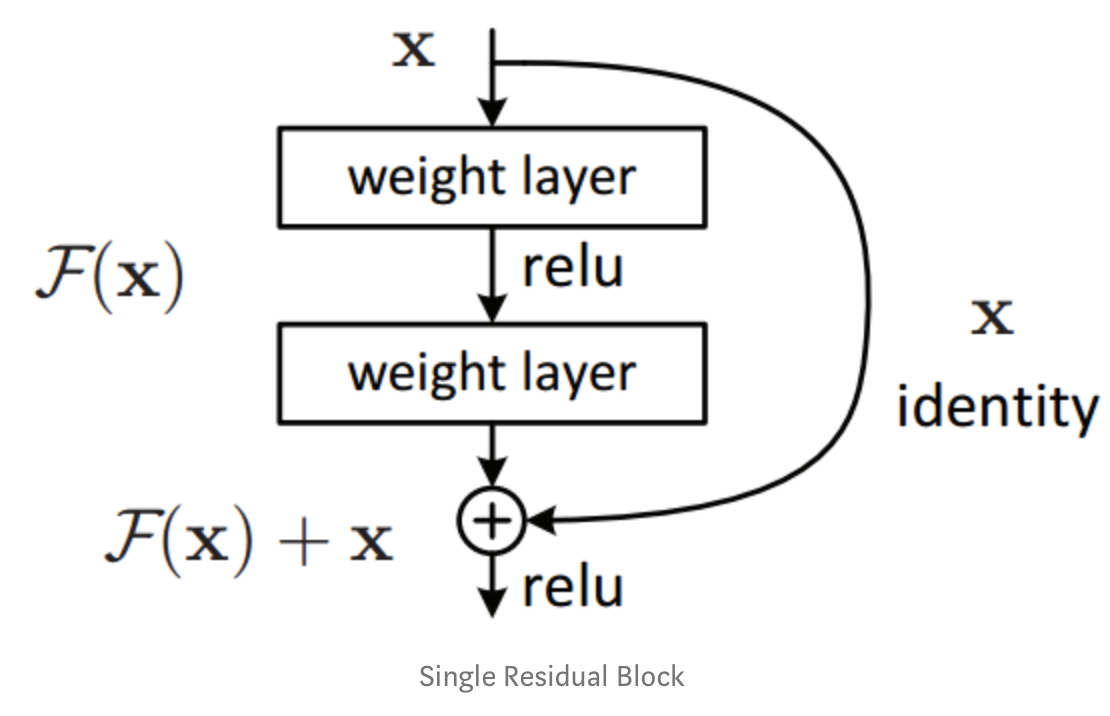 x
weight layer
relu
F(x)
weight layer
x
identity
F(x) + x
relu
Single Residual Block